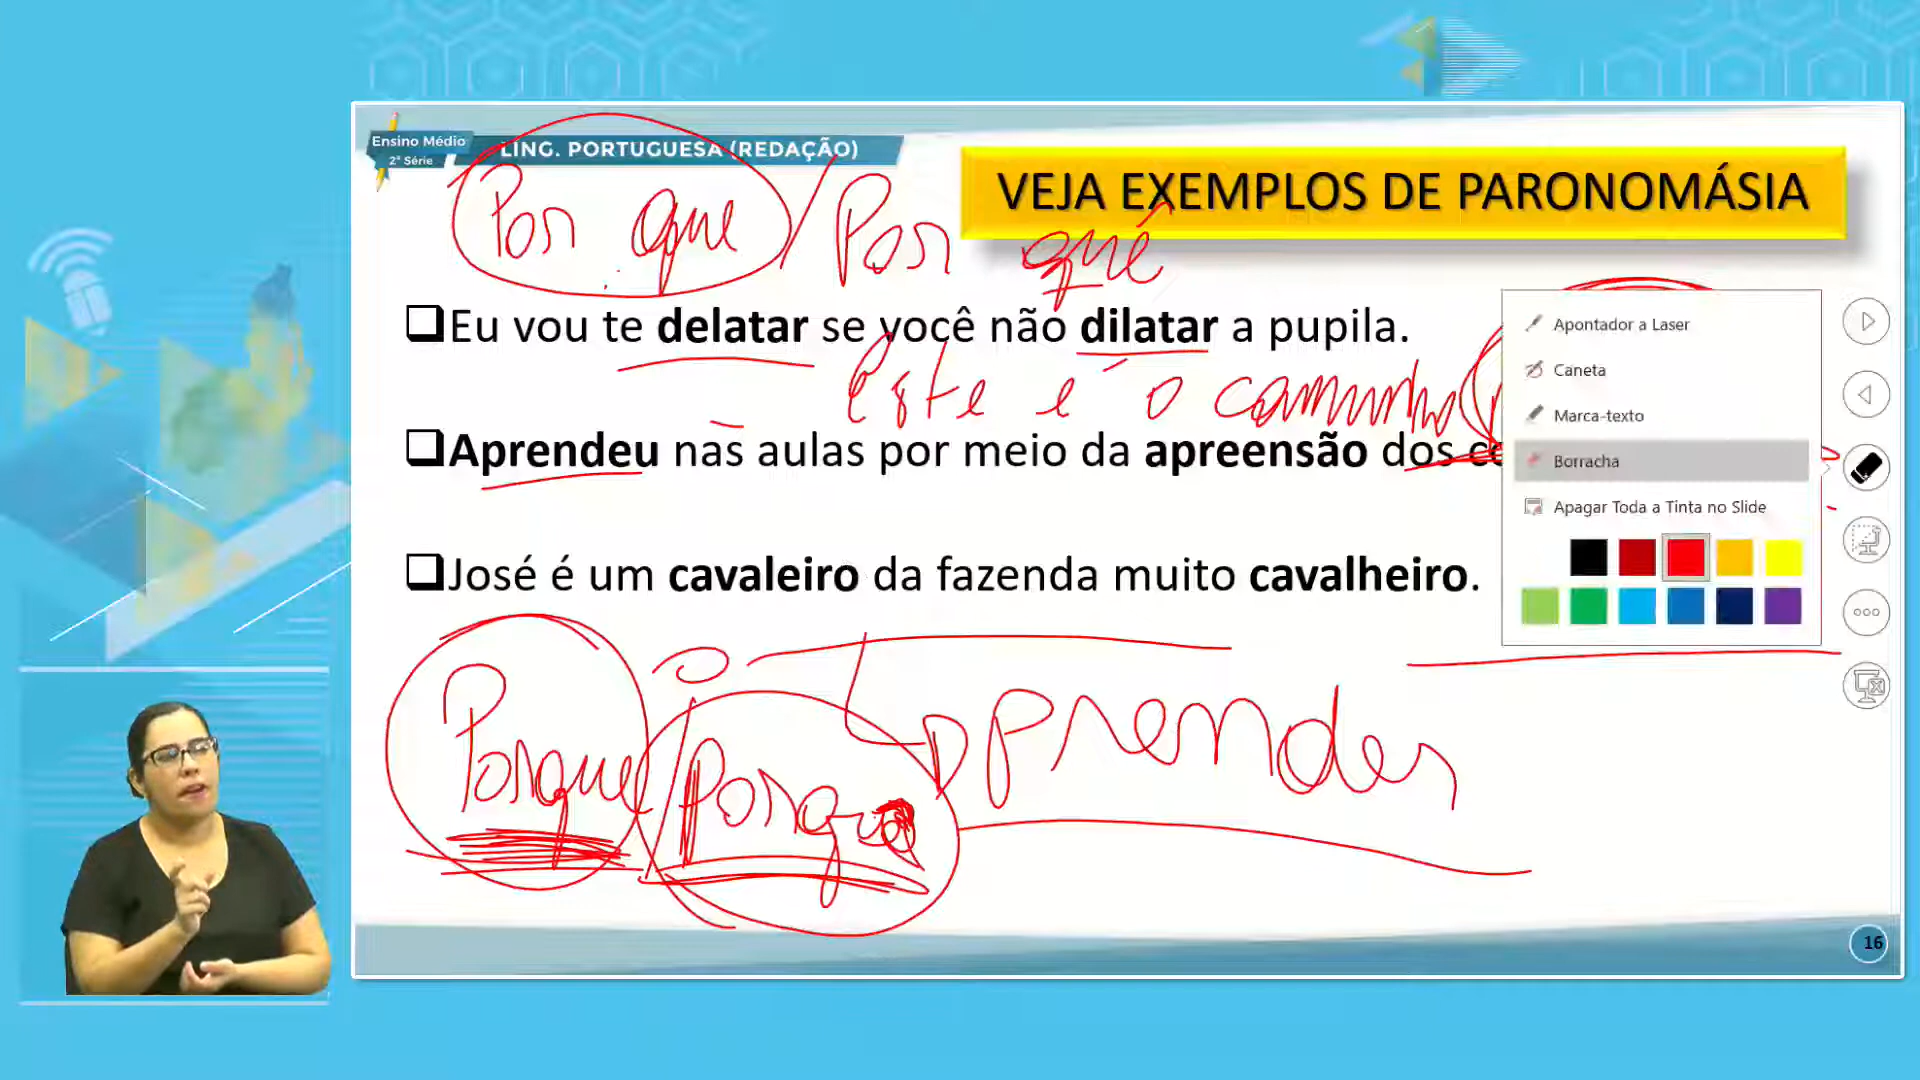 Ensino Médio
2ª Série
LING. PORTUGUESA (REDAÇÃO)
VEJA EXEMPLOS DE PARONOMÁSIA
Por que / Por quê
Eu vou te delatar se você não dilatar a pupila.
Este é o caminho
Aprendeu nas aulas por meio da apreensão dos
José é um cavaleiro da fazenda muito cavalheiro.
Porque / Porque
aprender
Apontador a Laser
Caneta
Marca-texto
Borracha
Apagar Toda a Tinta no Slide
16